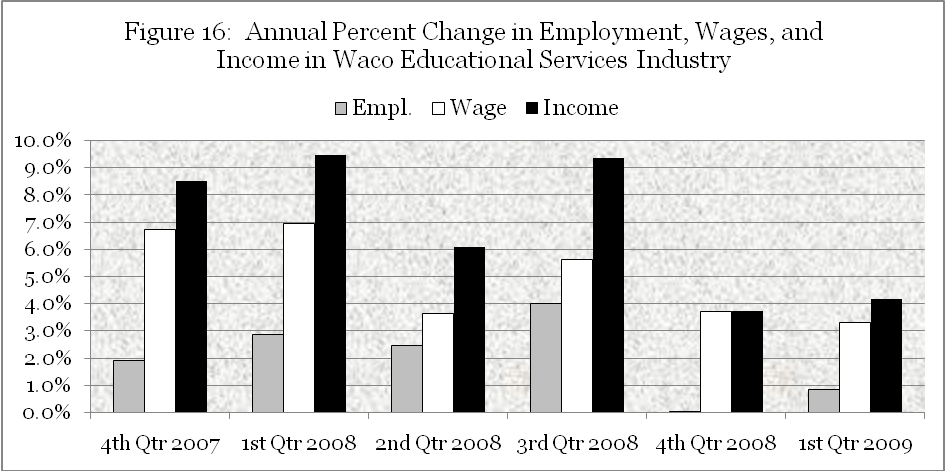 Figure 16:  Annual Percent Change in Employment, Wages, and
Income in Waco Educational Services Industry
Empl. Wage Income
10.0%
9.0%
8.0%
7.0%
6.0%
5.0%
4.0%
3.0%
2.0%
1.0%
0.0%
4th Qtr 2007 1st Qtr 2008 2nd Qtr 2008 3rd Qtr 2008 4th Qtr 2008 1st Qtr 2009